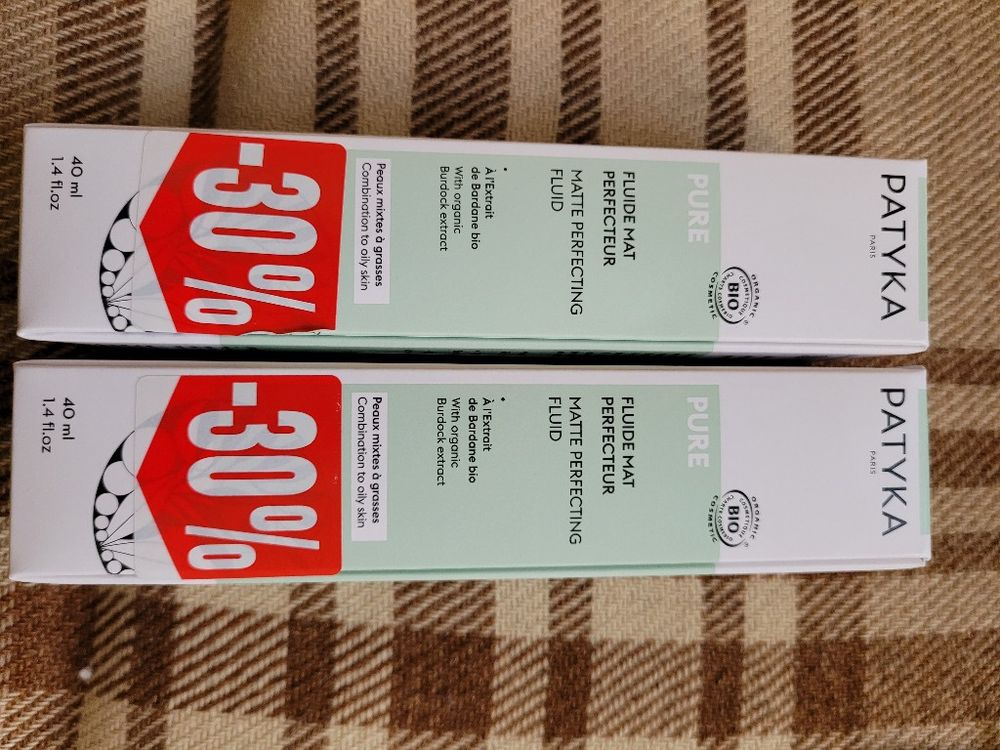 PATYKA
PARIS
ORGANIC
COSMÉTIQUE
BIO
COSMETIC
PURE
FLUIDE MAT
PERFECTEUR
MATTE PERFECTING
FLUID
•
À l'Extrait
de Bardane bio
With organic
Burdock extract
Peaux mixtes à grasses
Combination to oily skin
-30%
40 ml
1.4 fl.oz
PATYKA
PARIS
ORGANIC
COSMÉTIQUE
BIO
COSMETIC
PURE
FLUIDE MAT
PERFECTEUR
MATTE PERFECTING
FLUID
•
À l'Extrait
de Bardane bio
With organic
Burdock extract
Peaux mixtes à grasses
Combination to oily skin
-30%
40 ml
1.4 fl.oz